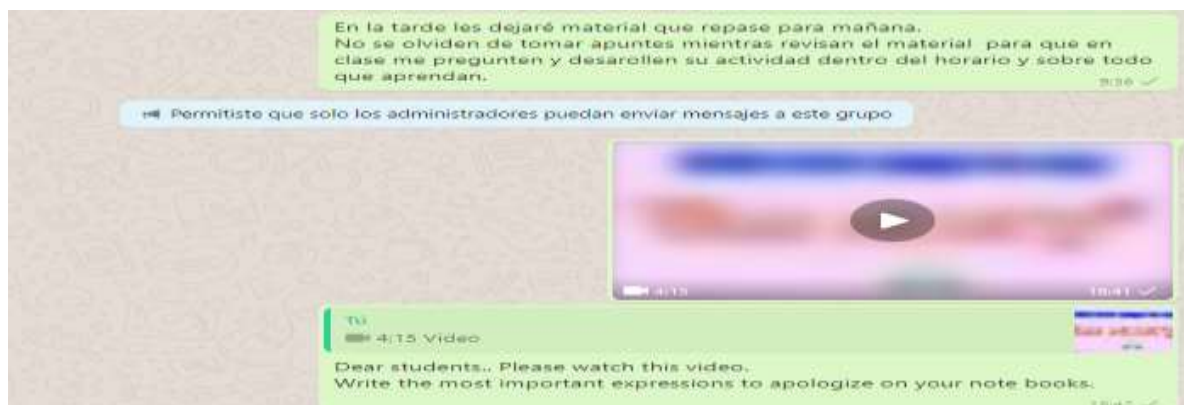 En la tarde les dejaré material que repase para mañana.
No se olviden de tomar apuntes mientras revisan el material para que en
clase me pregunten y desarollen su actividad dentro del horario y sobre todo
que aprendan.
Permitiste que solo los administradores puedan enviar mensajes a este grupo
4:15
18:41
Tú
4:15 Video
Dear students.. Please watch this video.
Write the most important expressions to apologize on your note books.